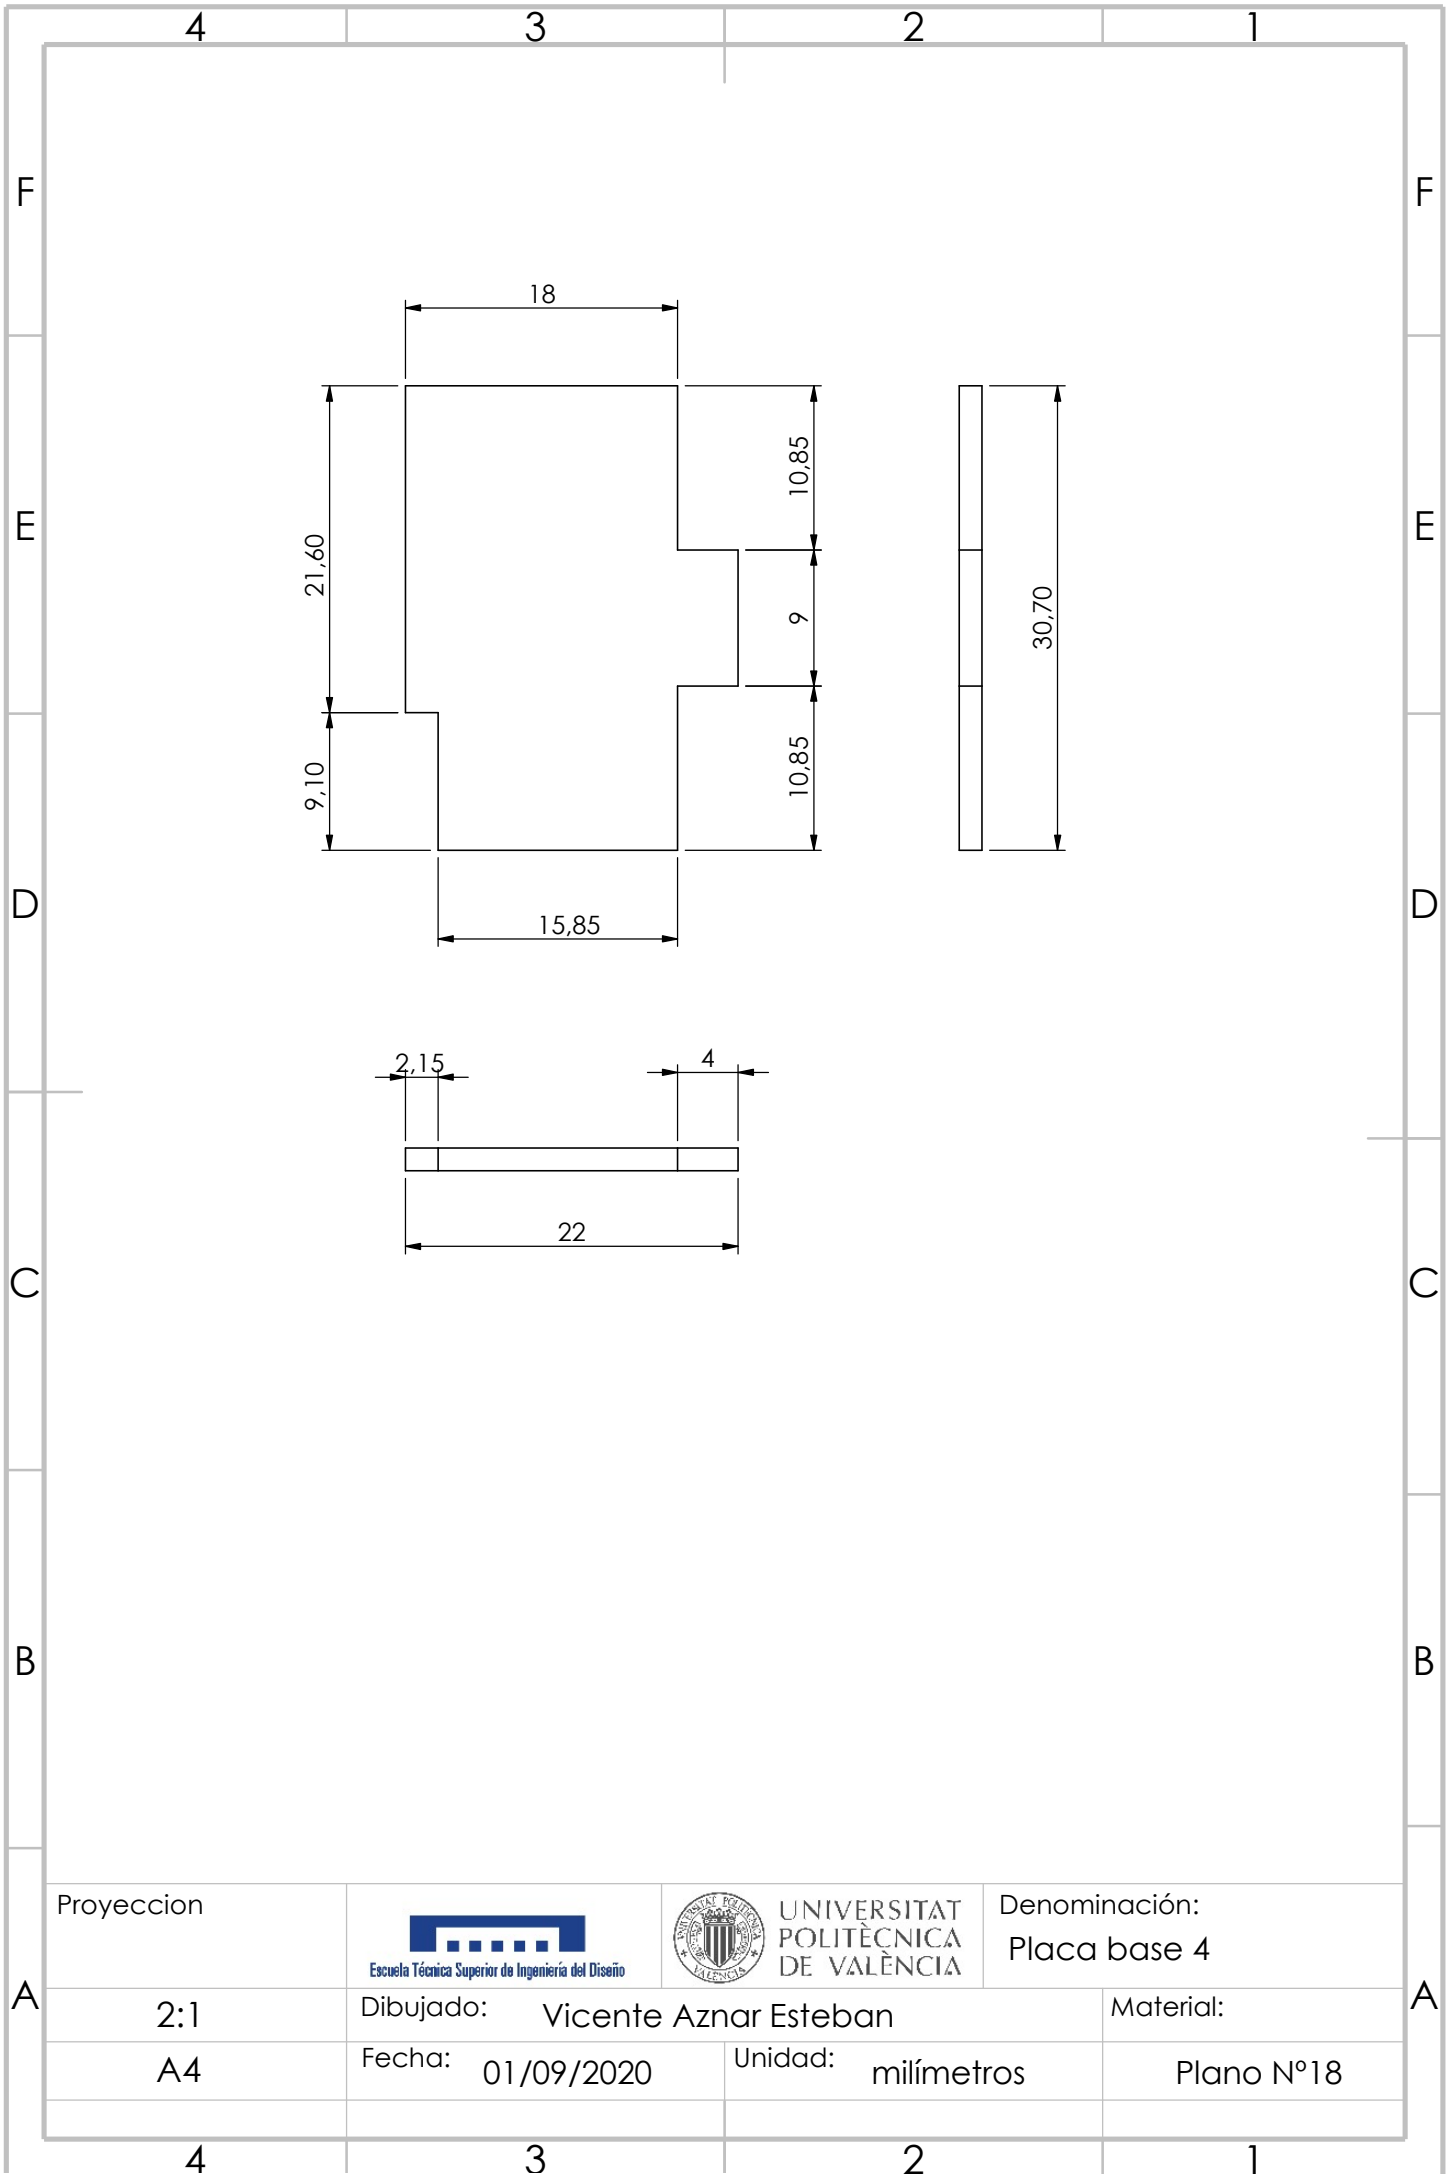 4 3 2 1
F F
18
10,85
E E
21,60
9
30,70
10,85
9,10
D D
15,85
2,15 4
22
C C
B B
Proyeccion
Escuela Técnica Superior de Ingeniería del Diseño
UNIVERSITAT
POLITÈCNICA
DE VALÈNCIA
Denominación:
Placa base 4
A A
2:1
Dibujado: Vicente Aznar Esteban
Material:
A4
Fecha: 01/09/2020
Unidad: milímetros
Plano Nº18
4 3 2 1